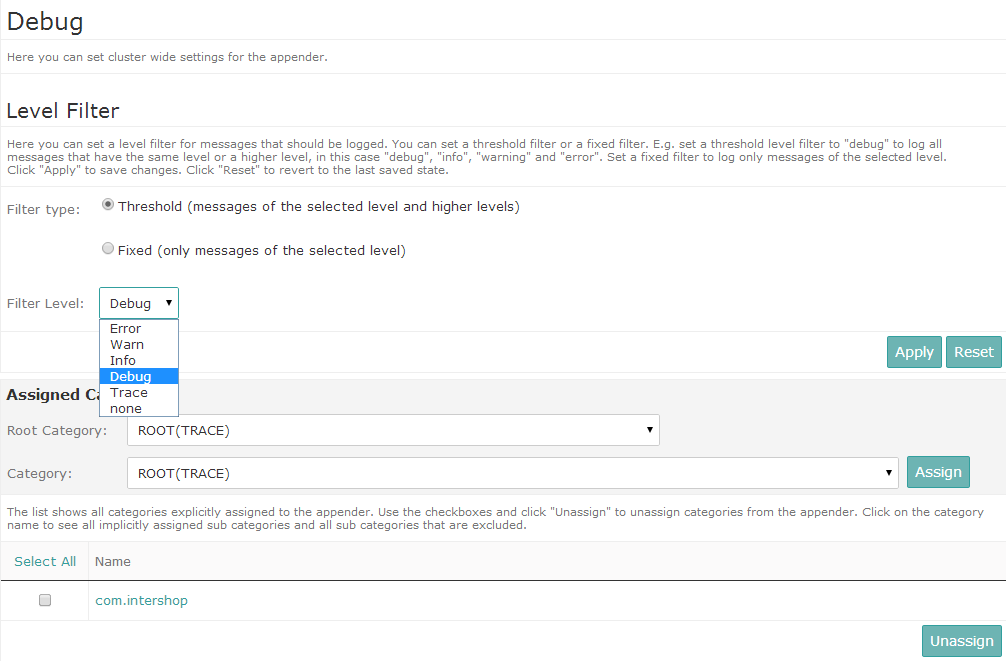 Debug
Here you can set cluster wide settings for the appender.
Level Filter
Here you can set a level filter for messages that should be logged. You can set a threshold filter or a fixed filter. E.g. set a threshold level filter to "debug" to log all
messages that have the same level or a higher level, in this case "debug", "info", "warning" and "error". Set a fixed filter to log only messages of the selected level.
Click "Apply" to save changes. Click "Reset" to revert to the last saved state.
Filter type:
Threshold (messages of the selected level and higher levels)
Fixed (only messages of the selected level)
Filter Level:
Debug
Error
Warn
Info
Debug
Trace
none
Apply
Reset
Assigned
Root Category:
ROOT(TRACE)
Category:
ROOT(TRACE)
Assign
The list shows all categories explicitly assigned to the appender. Use the checkboxes and click "Unassign" to unassign categories from the appender. Click on the category
name to see all implicitly assigned sub categories and all sub categories that are excluded.
Select All
Name
com.intershop
Unassign